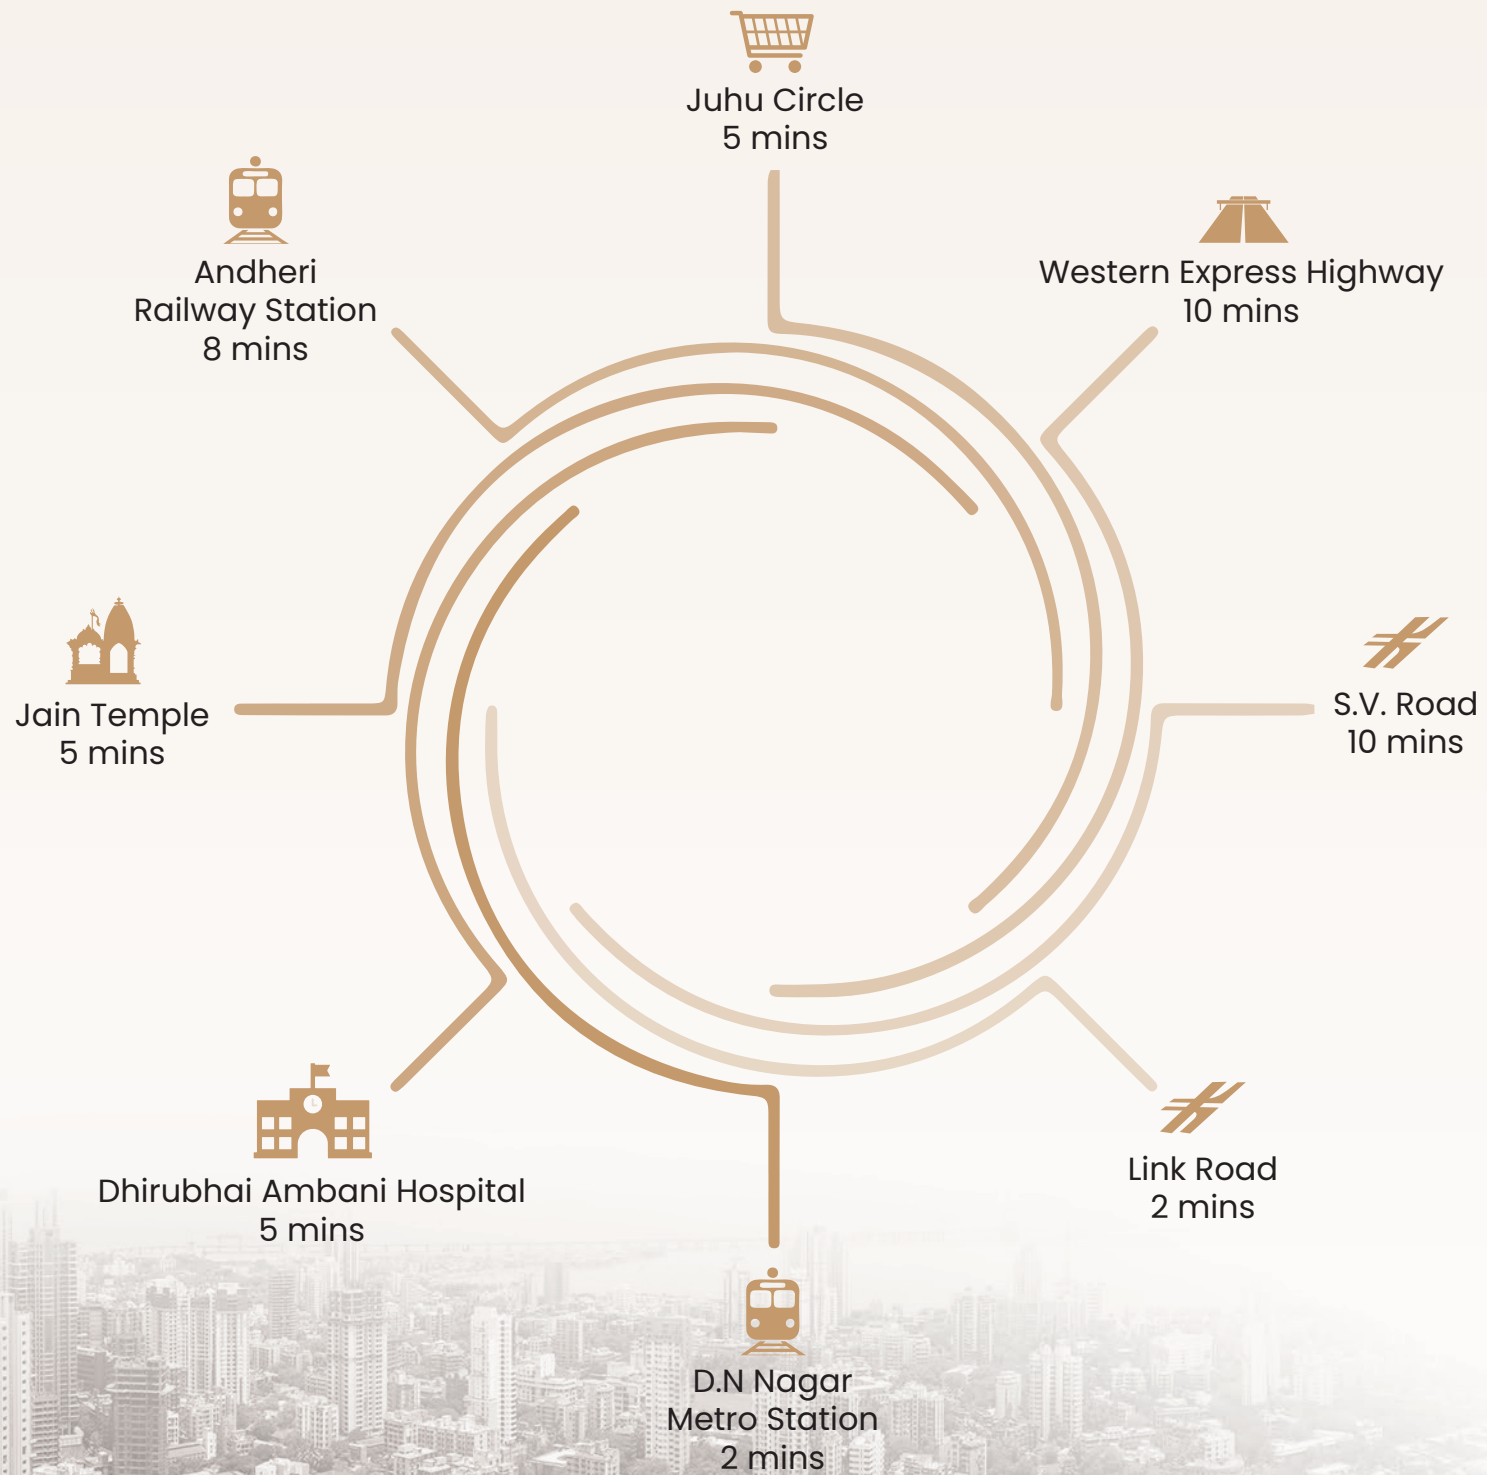 Juhu Circle
5 mins
Andheri
Railway Station
8 mins
Western Express Highway
10 mins
Jain Temple
5 mins
S.V. Road
10 mins
Dhirubhai Ambani Hospital
5 mins
Link Road
2 mins
D.N Nagar
Metro Station
2 mins